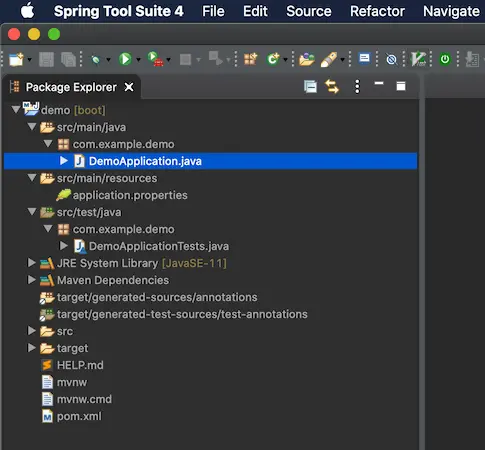 Spring Tool Suite 4 File Edit Source Refactor Navigate
Package Explorer
demo [boot]
src/main/java
com.example.demo
DemoApplication.java
src/main/resources
application.properties
src/test/java
com.example.demo
DemoApplicationTests.java
JRE System Library [JavaSE-11]
Maven Dependencies
target/generated-sources/annotations
target/generated-test-sources/test-annotations
src
target
HELP.md
mvnw
mvnw.cmd
pom.xml